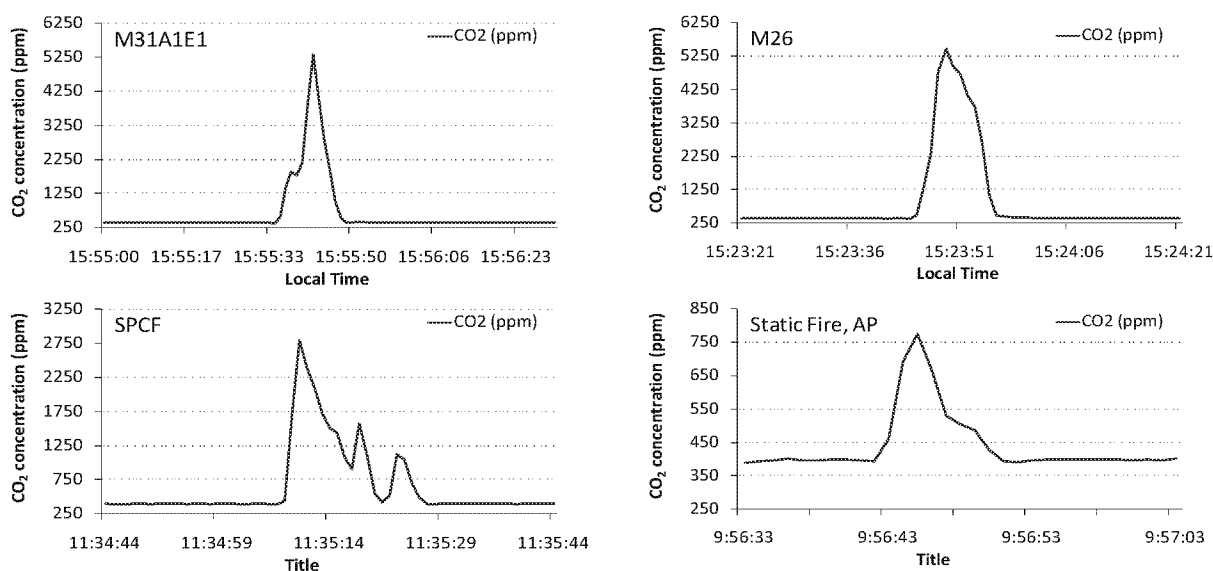 M31A1E1
CO2 (ppm)
CO₂ concentration (ppm)
6250
5250
4250
3250
2250
1250
250
15:55:00 15:55:17 15:55:33 15:55:50 15:56:06 15:56:23
Local Time
M26
CO2 (ppm)
CO₂ concentration (ppm)
6250
5250
4250
3250
2250
1250
250
15:23:21 15:23:36 15:23:51 15:24:06 15:24:21
Local Time
SPCF
CO2 (ppm)
CO₂ concentration (ppm)
3250
2750
2250
1750
1250
750
250
11:34:44 11:34:59 11:35:14 11:35:29 11:35:44
Title
Static Fire, AP
CO2 (ppm)
CO₂ concentration (ppm)
850
750
650
550
450
350
250
9:56:33 9:56:43 9:56:53 9:57:03
Title